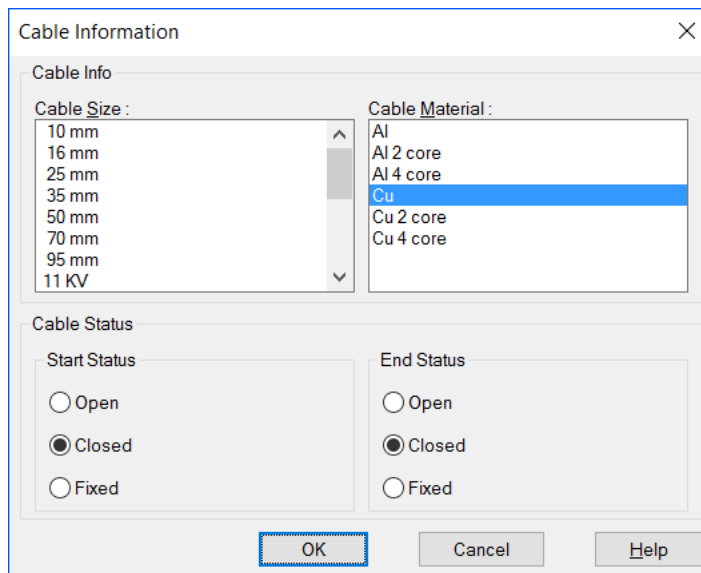 Cable Information
Cable Info
Cable Size :
10 mm
16 mm
25 mm
35 mm
50 mm
70 mm
95 mm
11 KV
Cable Material :
Al
Al 2 core
Al 4 core
Cu
Cu 2 core
Cu 4 core
Cable Status
Start Status
Open
Closed
Fixed
End Status
Open
Closed
Fixed
OK
Cancel
Help